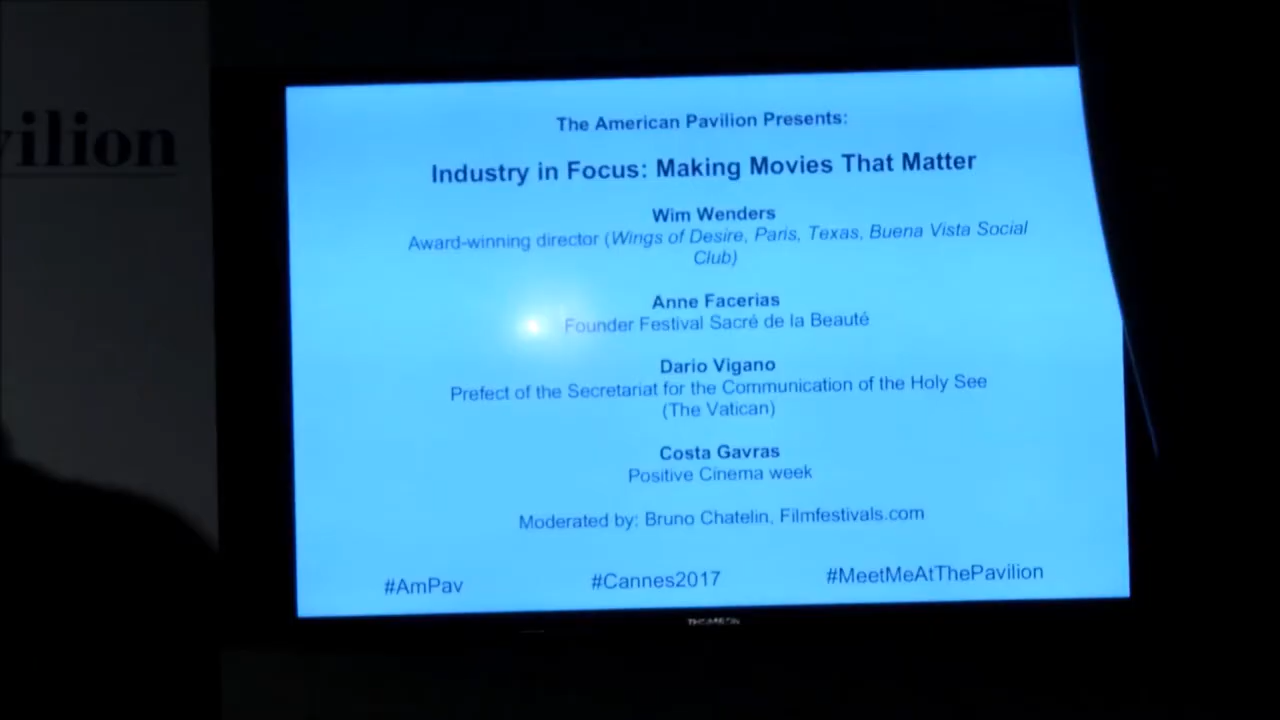 vilion
The American Pavilion Presents:
Industry in Focus: Making Movies That Matter
Wim Wenders
Award-winning director (Wings of Desire, Paris, Texas, Buena Vista Social
Club)
Anne Facerias
Founder Festival Sacré de la Beauté
Dario Vigano
Prefect of the Secretariat for the Communication of the Holy See
(The Vatican)
Costa Gavras
Positive Cinema week
Moderated by: Bruno Chatelin, Filmfestivals.com
#AmPav #Cannes2017 #MeetMeAtThePavilion
THOMSON